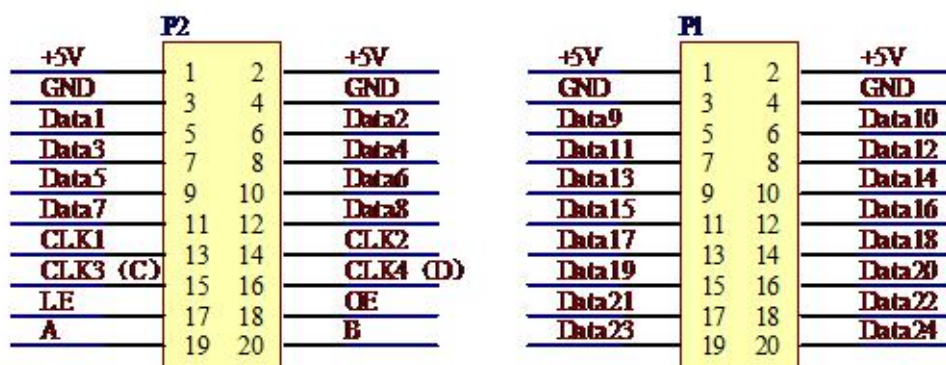 P2 P1
+5V +5V +5V +5V
1 2 1 2
GND GND GND GND
3 4 3 4
Data1 Data2 Data9 Data10
5 6 5 6
Data3 Data4 Data11 Data12
7 8 7 8
Data5 Data6 Data13 Data14
9 10 9 10
Data7 Data8 Data15 Data16
11 12 11 12
CLK1 CLK2 Data17 Data18
13 14 13 14
CLK3 (C) CLK4 (D) Data19 Data20
15 16 15 16
LE OE Data21 Data22
17 18 17 18
A B Data23 Data24
19 20 19 20